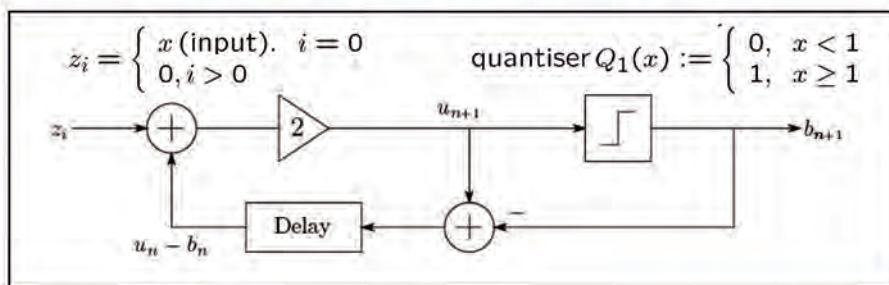 z_i = { x (input). i = 0
0, i > 0
quantiser Q_1(x) := { 0, x < 1
1, x ≥ 1
z_i
+
2
u_{n+1}
b_{n+1}
Delay
+
−
u_n − b_n